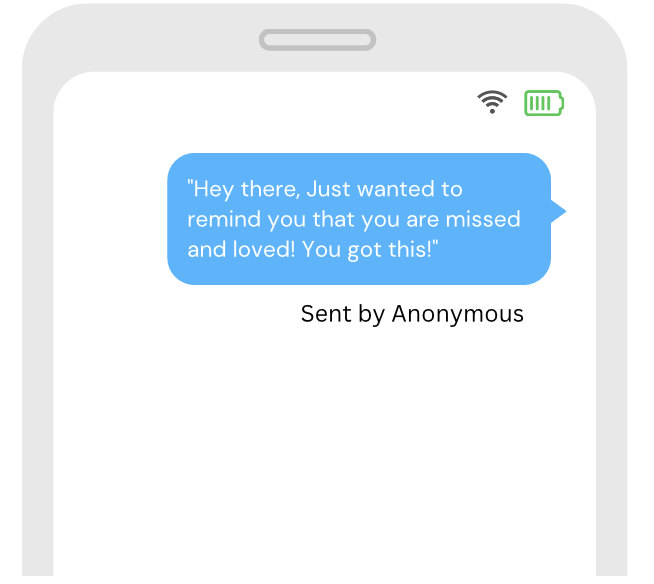 "Hey there, Just wanted to
remind you that you are missed
and loved! You got this!"
Sent by Anonymous